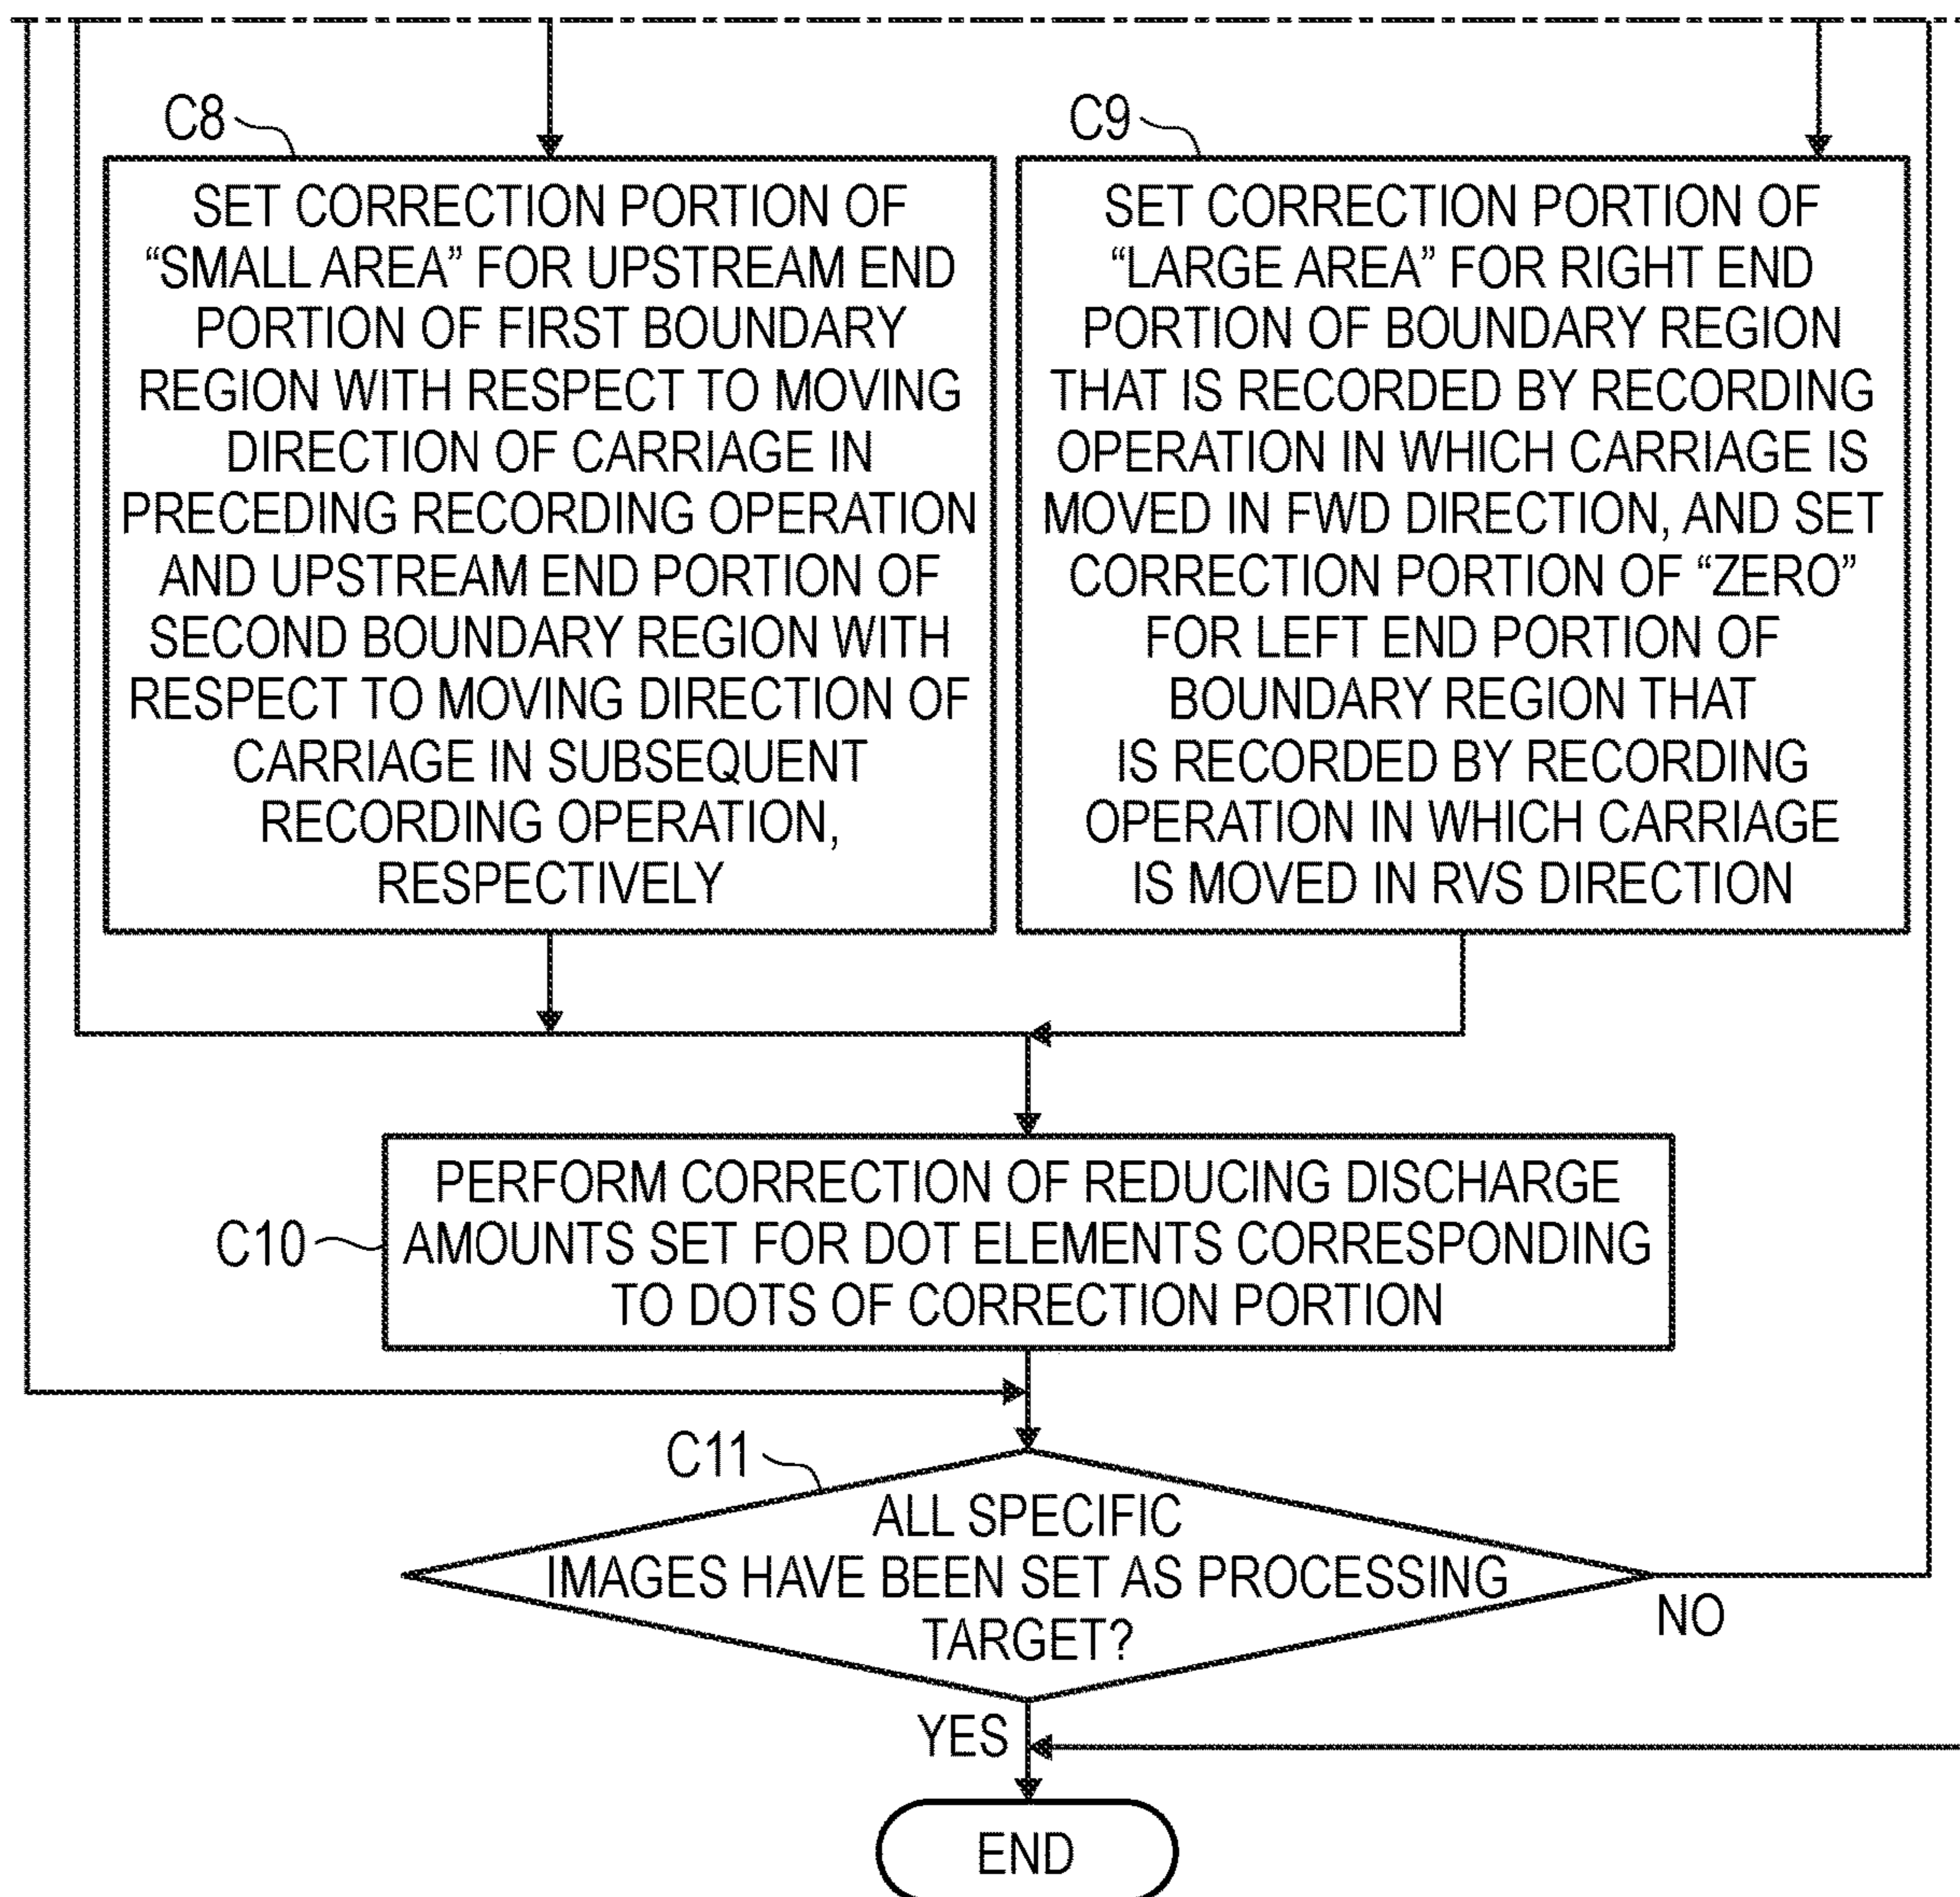 C8
SET CORRECTION PORTION OF
“SMALL AREA” FOR UPSTREAM END
PORTION OF FIRST BOUNDARY
REGION WITH RESPECT TO MOVING
DIRECTION OF CARRIAGE IN
PRECEDING RECORDING OPERATION
AND UPSTREAM END PORTION OF
SECOND BOUNDARY REGION WITH
RESPECT TO MOVING DIRECTION OF
CARRIAGE IN SUBSEQUENT
RECORDING OPERATION,
RESPECTIVELY
C9
SET CORRECTION PORTION OF
“LARGE AREA” FOR RIGHT END
PORTION OF BOUNDARY REGION
THAT IS RECORDED BY RECORDING
OPERATION IN WHICH CARRIAGE IS
MOVED IN FWD DIRECTION, AND SET
CORRECTION PORTION OF “ZERO”
FOR LEFT END PORTION OF
BOUNDARY REGION THAT
IS RECORDED BY RECORDING
OPERATION IN WHICH CARRIAGE
IS MOVED IN RVS DIRECTION
C10
PERFORM CORRECTION OF REDUCING DISCHARGE
AMOUNTS SET FOR DOT ELEMENTS CORRESPONDING
TO DOTS OF CORRECTION PORTION
C11
ALL SPECIFIC
IMAGES HAVE BEEN SET AS PROCESSING
TARGET?
NO
YES
END